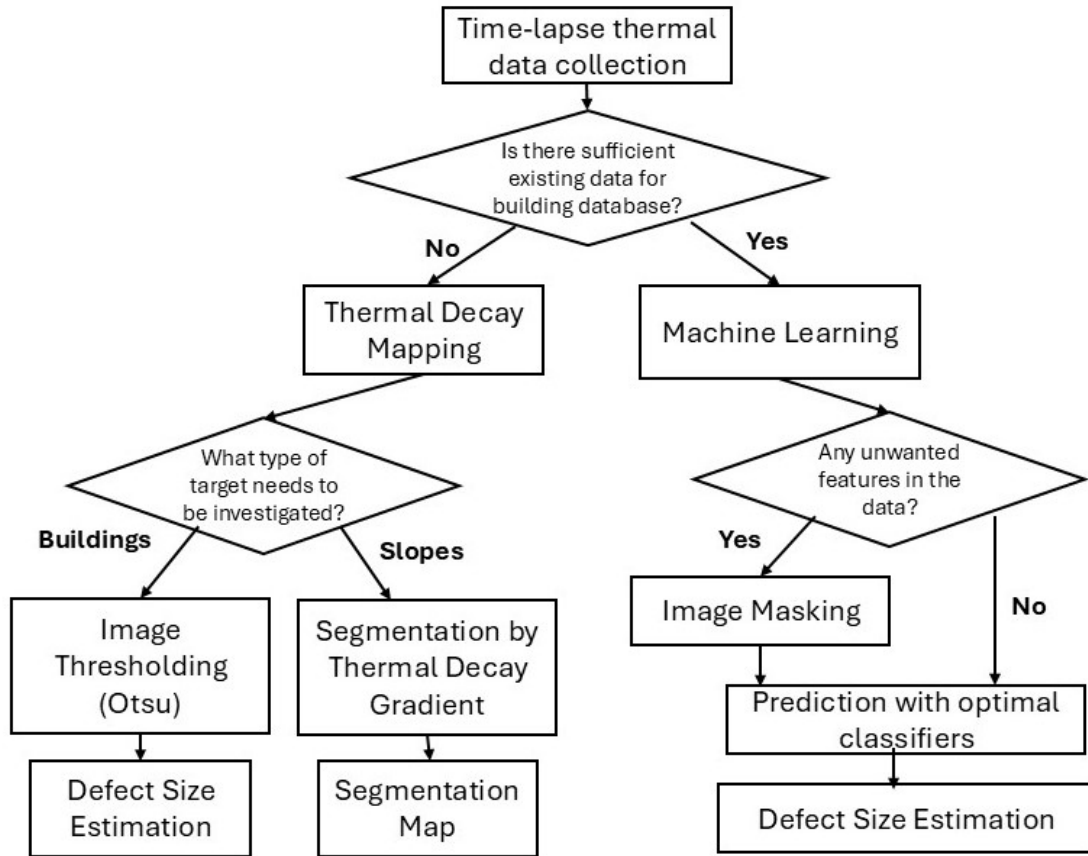 Time-lapse thermal
data collection
Is there sufficient
existing data for
building database?
No
Yes
Thermal Decay
Mapping
Machine Learning
What type of
target needs to
be investigated?
Any unwanted
features in the
data?
Buildings
Slopes
Yes
No
Image
Thresholding
(Otsu)
Segmentation by
Thermal Decay
Gradient
Image Masking
Prediction with optimal
classifiers
Defect Size
Estimation
Segmentation
Map
Defect Size Estimation